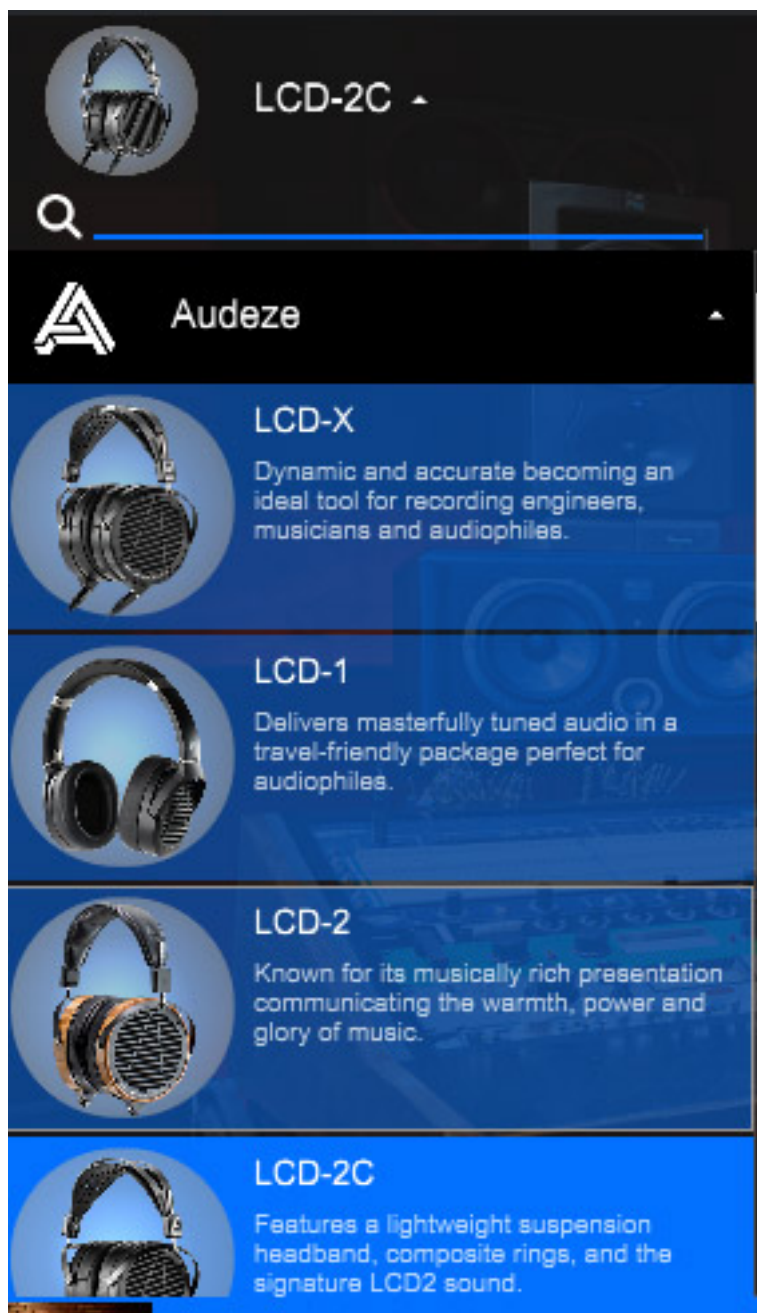 LCD-2C
Audeze
LCD-X
Dynamic and accurate becoming an
ideal tool for recording engineers,
musicians and audiophiles.
LCD-1
Delivers masterfully tuned audio in a
travel-friendly package perfect for
audiophiles.
LCD-2
Known for its musically rich presentation
communicating the warmth, power and
glory of music.
LCD-2C
Features a lightweight suspension
headband, composite rings, and the
signature LCD2 sound.